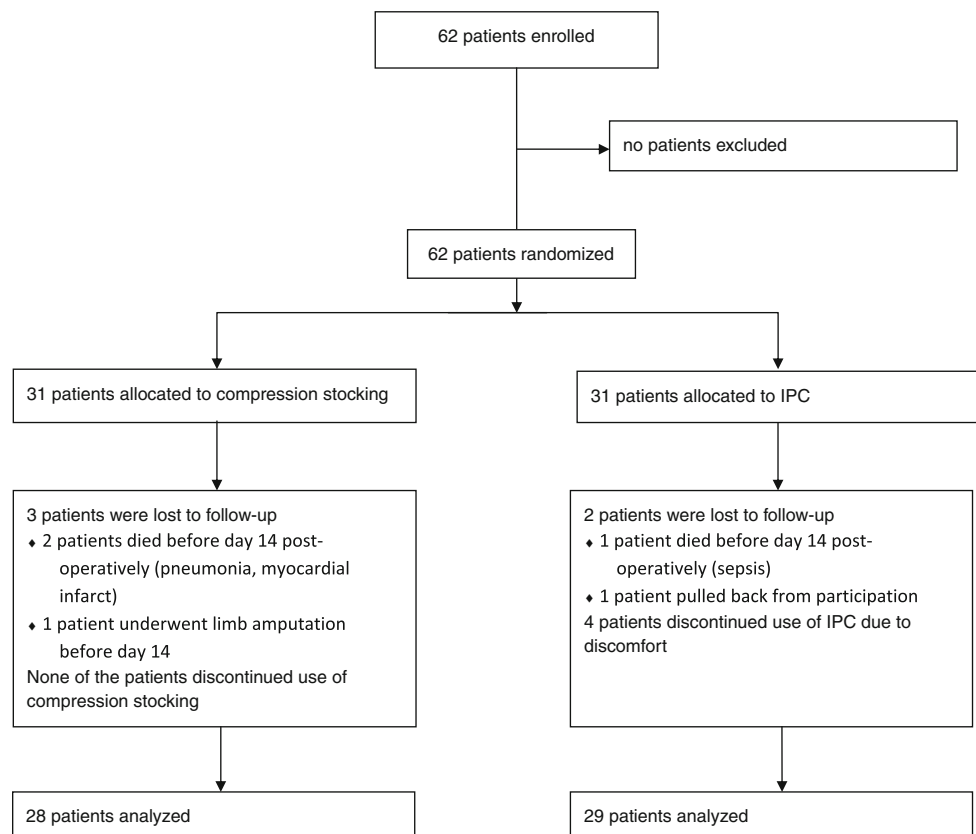 62 patients enrolled
no patients excluded
62 patients randomized
31 patients allocated to compression stocking
31 patients allocated to IPC
3 patients were lost to follow-up
♦ 2 patients died before day 14 post-
operatively (pneumonia, myocardial
infarct)
♦ 1 patient underwent limb amputation
before day 14
None of the patients discontinued use of
compression stocking
2 patients were lost to follow-up
♦ 1 patient died before day 14 post-
operatively (sepsis)
♦ 1 patient pulled back from participation
4 patients discontinued use of IPC due to
discomfort
28 patients analyzed
29 patients analyzed